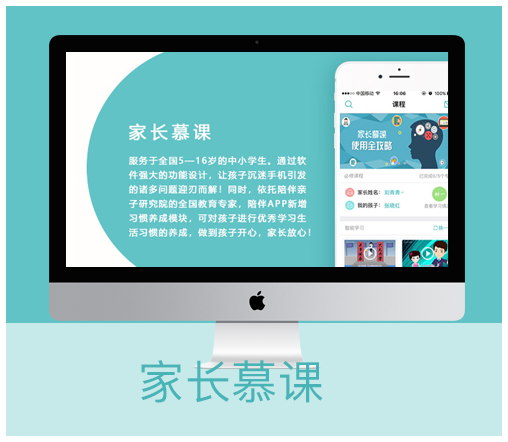 家长慕课
服务于全国5—16岁的中小学生。通过软
件强大的功能设计，让孩子沉迷手机引发
的诸多问题迎刃而解！同时，依托陪伴亲
子研究院的全国教育专家，陪伴APP新增
习惯养成模块，可对孩子进行优秀学习生
活习惯的养成，做到孩子开心，家长放心！
中国移动 16:06 100%
课程
家长慕课
使用全攻略
必修课程
家长姓名：刘青青
我的孩子：张晓红
智能学习
家长慕课